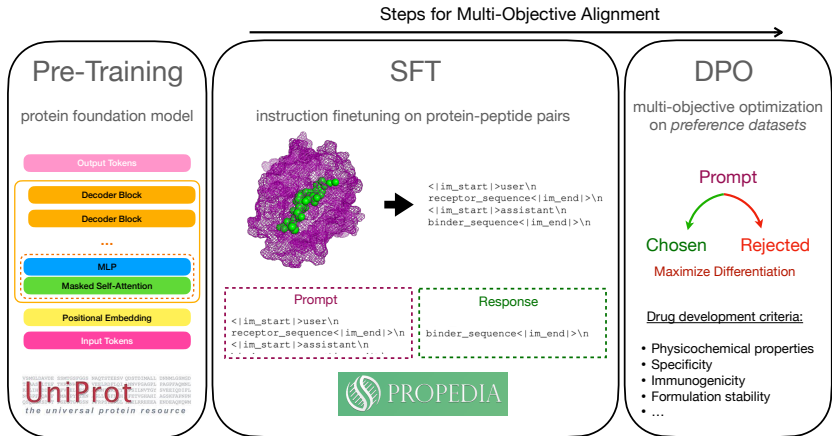 Steps for Multi-Objective Alignment
Pre-Training
protein foundation model
Output Tokens
Decoder Block
Decoder Block
...
MLP
Masked Self-Attention
Positional Embedding
Input Tokens
UniProt
the universal protein resource
SFT
instruction finetuning on protein-peptide pairs
<|im_start|>user\n
receptor_sequence<|im_end|>\n
<|im_start|>assistant\n
binder_sequence<|im_end|>\n
Prompt
<|im_start|>user\n
receptor_sequence<|im_end|>\n
<|im_start|>assistant\n
Response
binder_sequence<|im_end|>\n
PROPEDIA
DPO
multi-objective optimization
on preference datasets
Prompt
Chosen Rejected
Maximize Differentiation
Drug development criteria:
• Physicochemical properties
• Specificity
• Immunogenicity
• Formulation stability
• ...